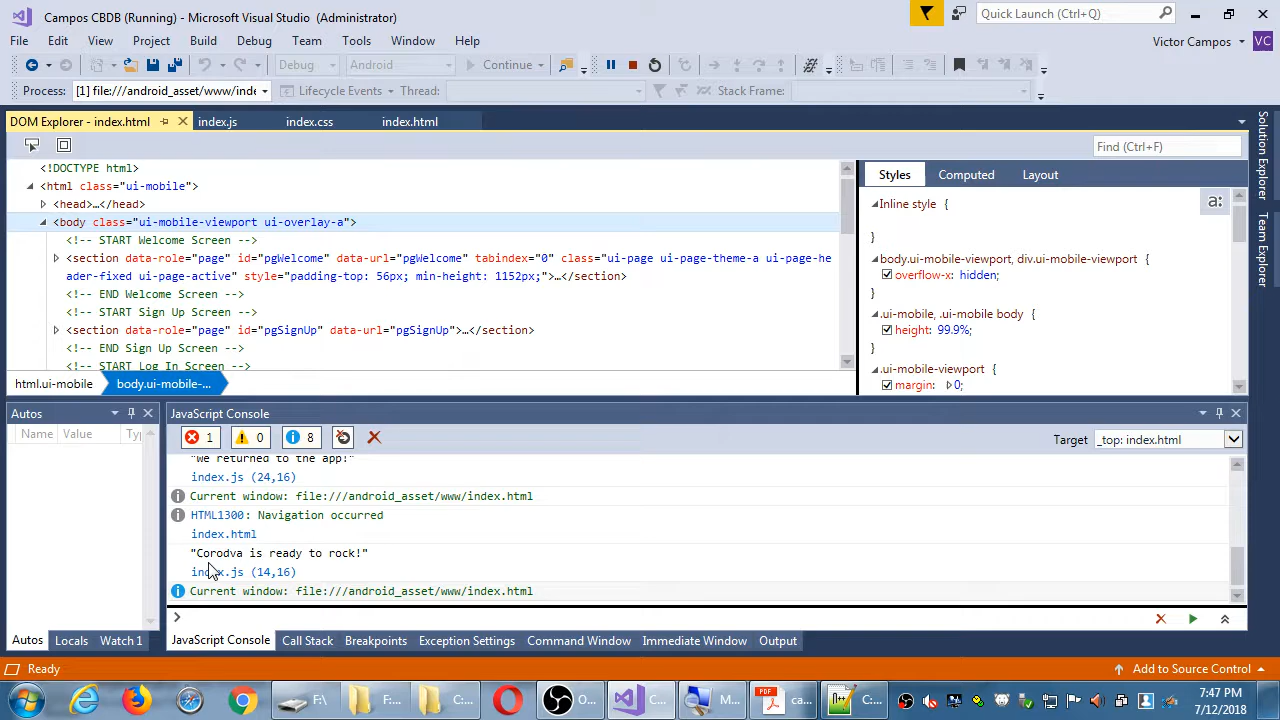 Campos CBDB (Running) - Microsoft Visual Studio (Administrator)
Quick Launch (Ctrl+Q)
File Edit View Project Build Debug Team Tools Window Help
Victor Campos VC
Debug Android Continue
Process: [1] file:///android_asset/www/inde Lifecycle Events Thread: Stack Frame:
DOM Explorer - index.html index.js index.css index.html
Solution Explorer
Team Explorer
Find (Ctrl+F)
<!DOCTYPE html>
<html class="ui-mobile">
<head>…</head>
<body class="ui-mobile-viewport ui-overlay-a">
<!-- START Welcome Screen -->
<section data-role="page" id="pgWelcome" data-url="pgWelcome" tabindex="0" class="ui-page ui-page-theme-a ui-page-he
ader-fixed ui-page-active" style="padding-top: 56px; min-height: 1152px;">…</section>
<!-- END Welcome Screen -->
<!-- START Sign Up Screen -->
<section data-role="page" id="pgSignUp" data-url="pgSignUp">…</section>
<!-- END Sign Up Screen -->
<!-- START Log In Screen -->
html.ui-mobile body.ui-mobile-...
Styles Computed Layout
Inline style {
a:
}
body.ui-mobile-viewport, div.ui-mobile-viewport {
overflow-x: hidden;
}
.ui-mobile, .ui-mobile body {
height: 99.9%;
}
.ui-mobile-viewport {
margin: 0;
Autos
Name Value Ty
JavaScript Console
1 0 8
Target _top: index.html
"We returned to the app!"
index.js (24,16)
Current window: file:///android_asset/www/index.html
HTML1300: Navigation occurred
index.html
"Corodva is ready to rock!"
index.js (14,16)
Current window: file:///android_asset/www/index.html
Autos Locals Watch 1
JavaScript Console Call Stack Breakpoints Exception Settings Command Window Immediate Window Output
Ready
Add to Source Control
F:\ F:... C:... O... C... M... PDF ca... C:...
7:47 PM
7/12/2018